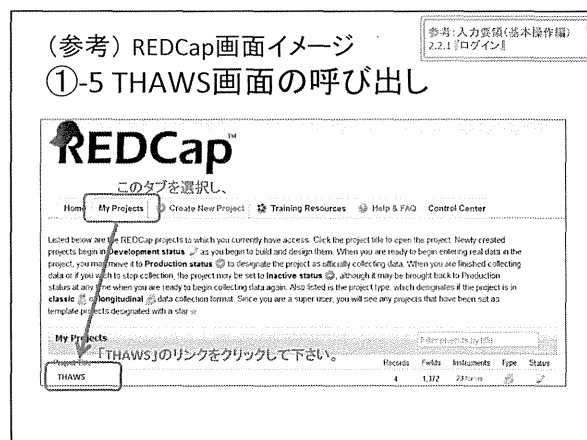 (参考) REDCap画面イメージ
①-5 THAWS画面の呼び出し
参考:入力要領(基本操作編)
2.2.1『ログイン』
REDCap™
このタブを選択し、
Home My Projects Create New Project Training Resources Help & FAQ Control Center
Listed below are the REDCap projects to which you currently have access. Click the project title to open the project. Newly created
projects begin in Development status as you begin to build and design them. When you are ready to begin entering real data in the
project, you may move it to Production status to designate the project as officially collecting data. When you are finished collecting
data or if you wish to stop collection, the project may be set to Inactive status, although it may be brought back to Production
status at any time when you are ready to begin collecting data again. Also listed is the project type, which designates if the project is in
classic or longitudinal data collection format. Since you are a super user, you will see any projects that have been set as
template projects designated with a star
My Projects
Filter projects by title
「THAWS」のリンクをクリックして下さい。
Project Title Records Fields Instruments Type Status
THAWS 4 1,372 23 forms